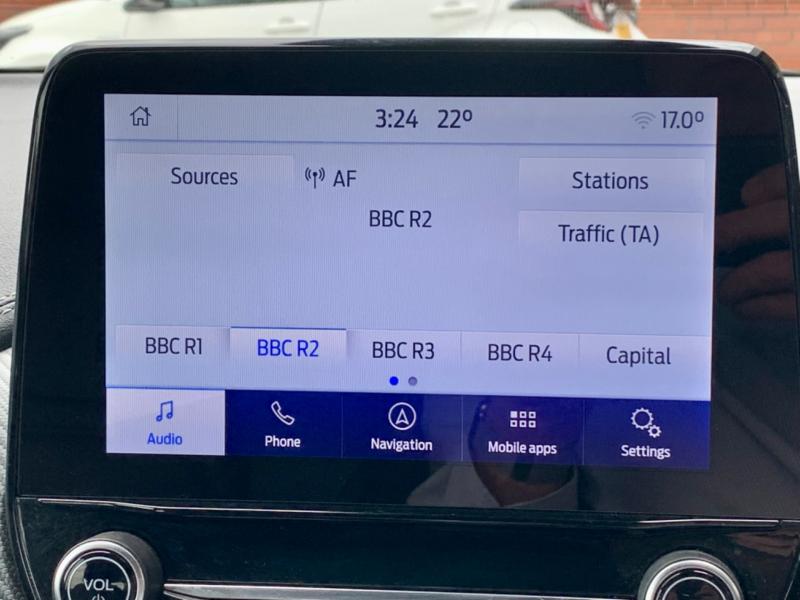 3:24 22º 17.0º
Sources AF Stations
BBC R2
Traffic (TA)
BBC R1 BBC R2 BBC R3 BBC R4 Capital
Audio Phone Navigation Mobile apps Settings
VOL